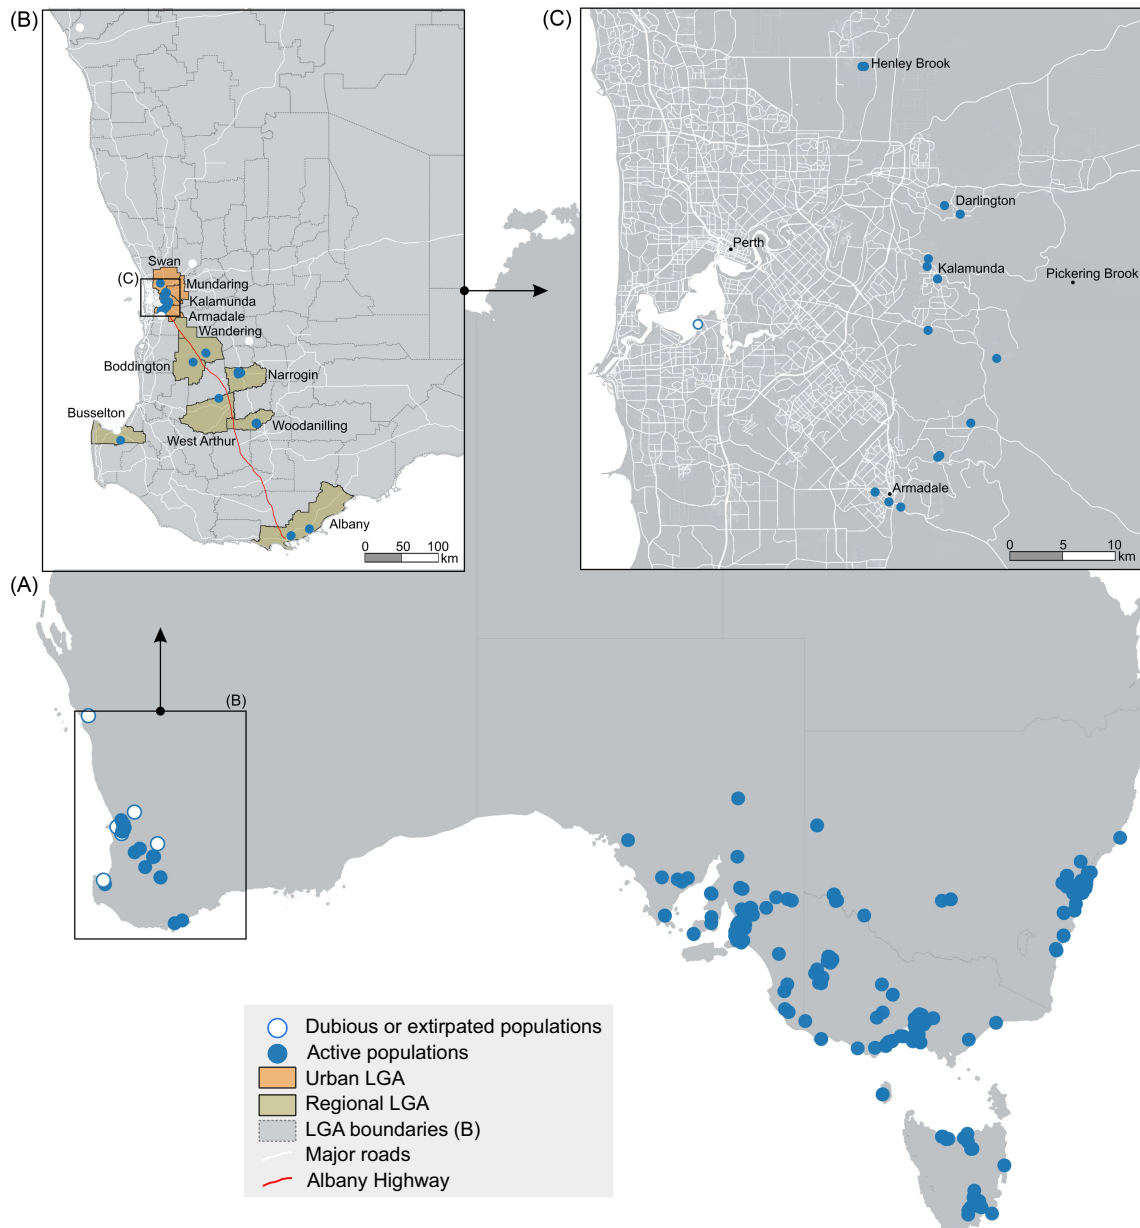 (B)
Swan
(C)
Mundaring
Kalamunda
Armadale
Wandering
Boddington
Narrogin
Busselton
Woodanilling
West Arthur
Albany
0 50 100
km
(C)
Henley Brook
Darlington
Perth
Kalamunda
Pickering Brook
Armadale
0 5 10
km
(A)
(B)
Dubious or extirpated populations
Active populations
Urban LGA
Regional LGA
LGA boundaries (B)
Major roads
Albany Highway